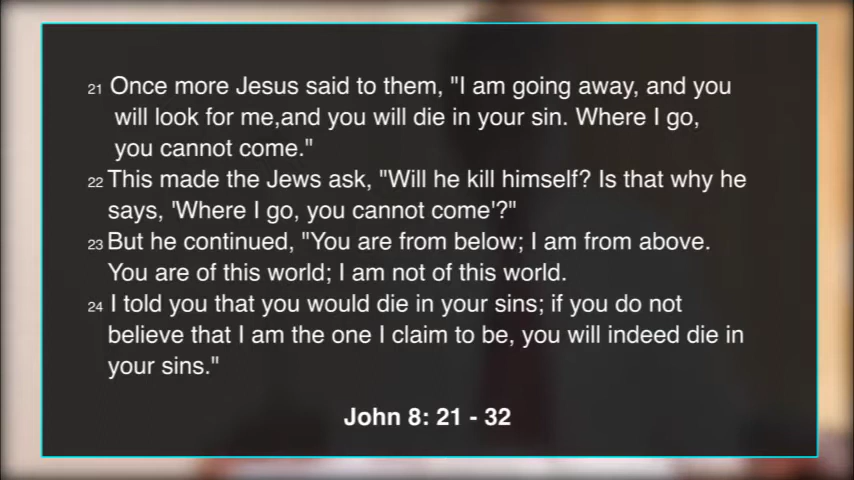 21 Once more Jesus said to them, "I am going away, and you
will look for me,and you will die in your sin. Where I go,
you cannot come."
22 This made the Jews ask, "Will he kill himself? Is that why he
says, 'Where I go, you cannot come'?"
23 But he continued, "You are from below; I am from above.
You are of this world; I am not of this world.
24 I told you that you would die in your sins; if you do not
believe that I am the one I claim to be, you will indeed die in
your sins."
John 8: 21 - 32